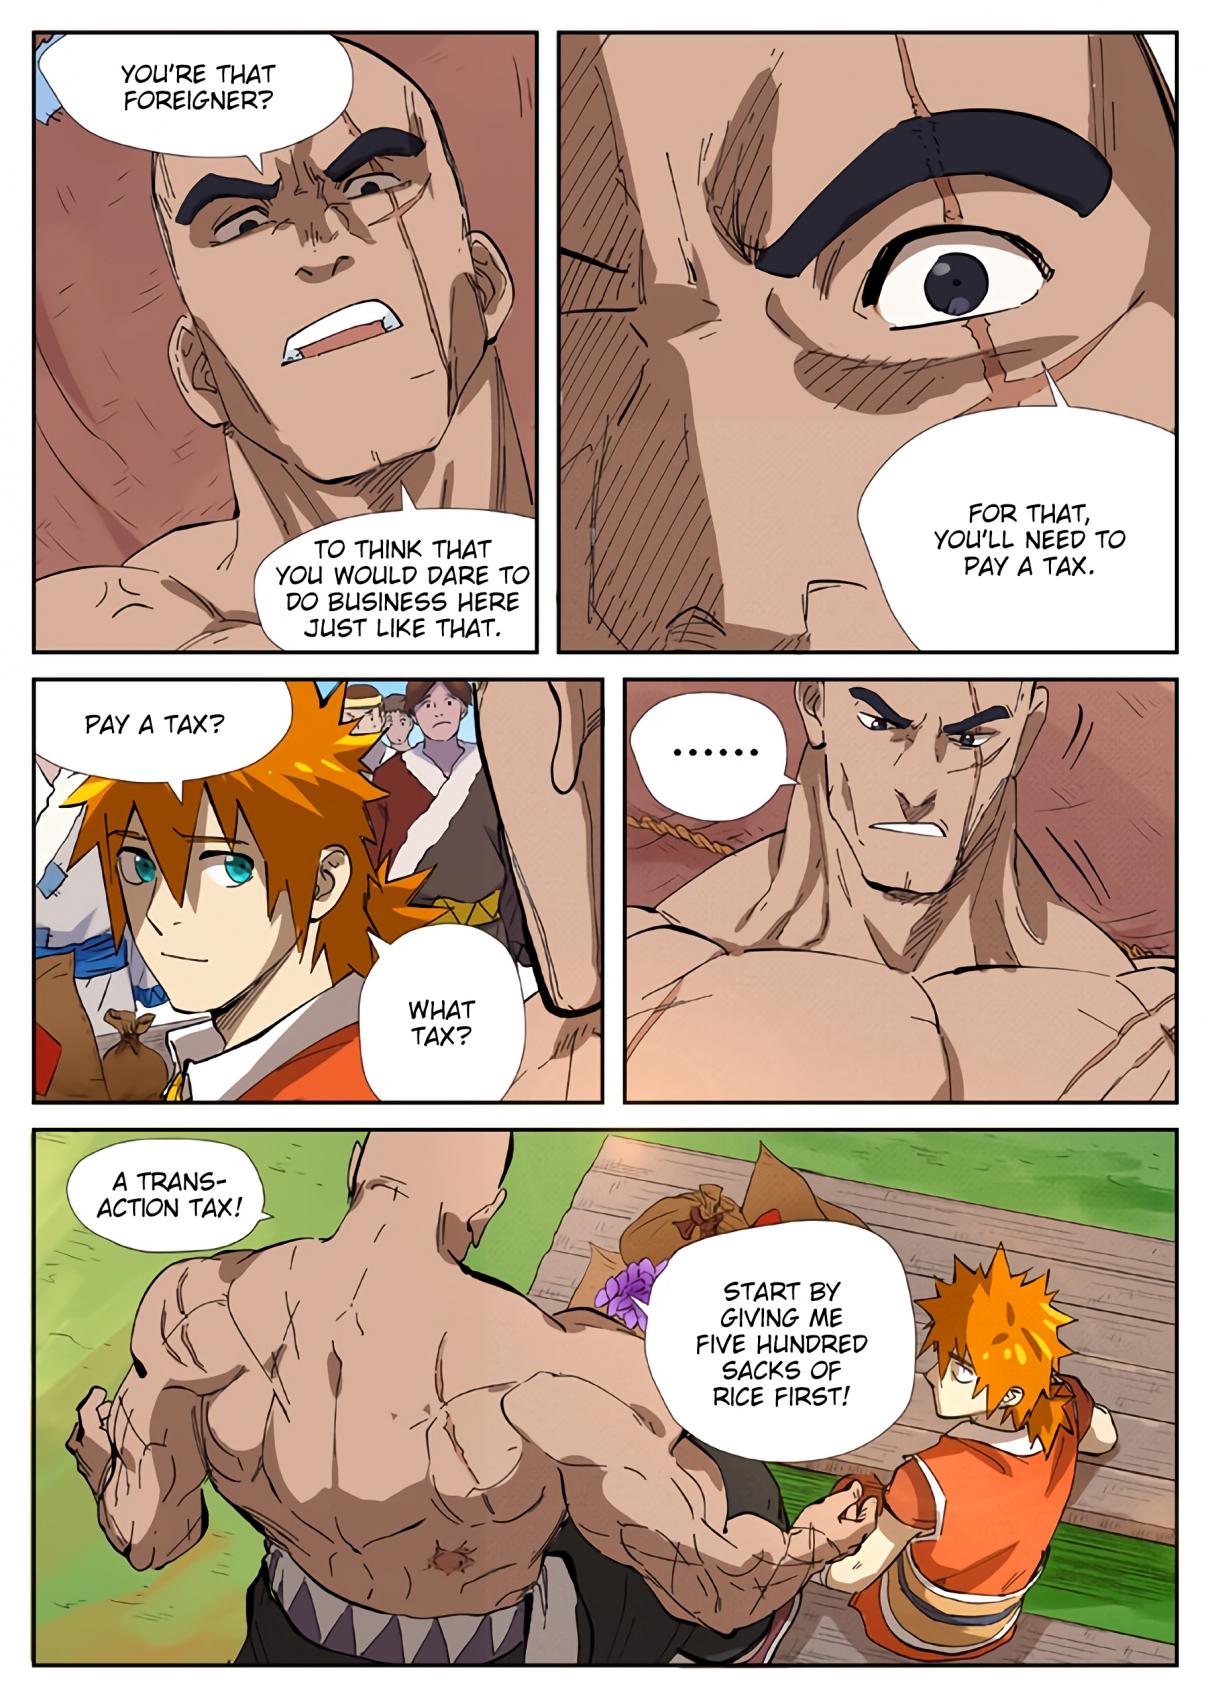 YOU'RE THAT
FOREIGNER?
TO THINK THAT
YOU WOULD DARE TO
DO BUSINESS HERE
JUST LIKE THAT.
FOR THAT,
YOU'LL NEED TO
PAY A TAX.
PAY A TAX?
WHAT
TAX?
......
A TRANS-
ACTION TAX!
START BY
GIVING ME
FIVE HUNDRED
SACKS OF
RICE FIRST!